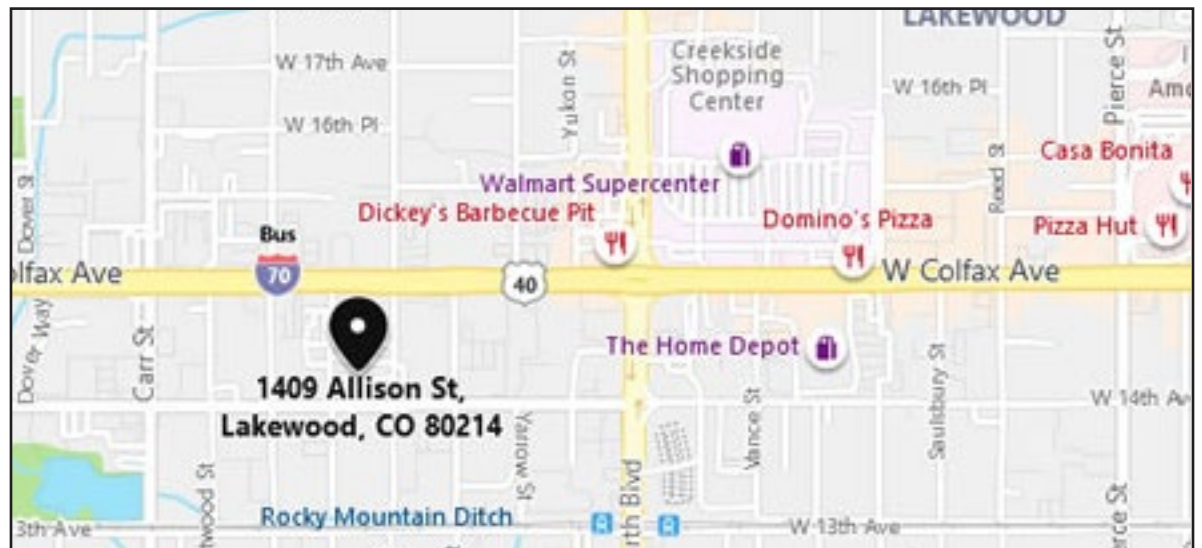 LAKEWOOD
W 17th Ave
Creekside
Shopping
Center
Yukon St
W 16th Pl
Pierce St
W 16th Pl
Casa Bonita
Reed St
Walmart Supercenter
Dickey's Barbecue Pit
Domino's Pizza
Pizza Hut
Dover St
Bus
70
olfax Ave
40
W Colfax Ave
Dover Way
Carr St
The Home Depot
1409 Allison St,
Lakewood, CO 80214
Yarrow St
Vance St
Saulsbury St
W 14th Av
twood St
Rocky Mountain Ditch
rth Blvd
3th Ave
W 13th Ave
rce St